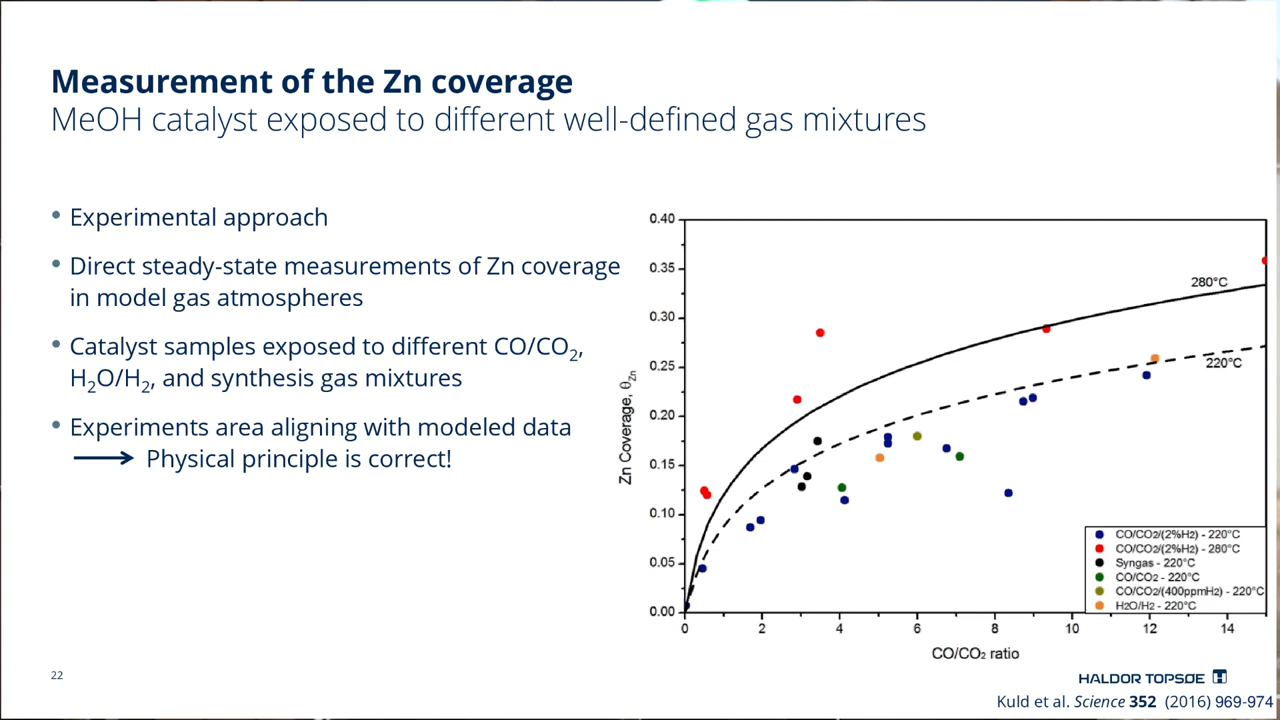 Measurement of the Zn coverage
MeOH catalyst exposed to different well-defined gas mixtures
• Experimental approach
• Direct steady-state measurements of Zn coverage
in model gas atmospheres
• Catalyst samples exposed to different CO/CO₂,
H₂O/H₂, and synthesis gas mixtures
• Experiments area aligning with modeled data
→ Physical principle is correct!
Zn Coverage, θZn
0.40
0.35
0.30
0.25
0.20
0.15
0.10
0.05
0.00
280°C
220°C
CO/CO₂/(2%H₂) - 220°C
CO/CO₂/(2%H₂) - 280°C
Syngas - 220°C
CO/CO₂ - 220°C
CO/CO₂/(400ppmH₂) - 220°C
H₂O/H₂ - 220°C
0 2 4 6 8 10 12 14
CO/CO₂ ratio
22
HALDOR TOPSØE
Kuld et al. Science 352 (2016) 969-974